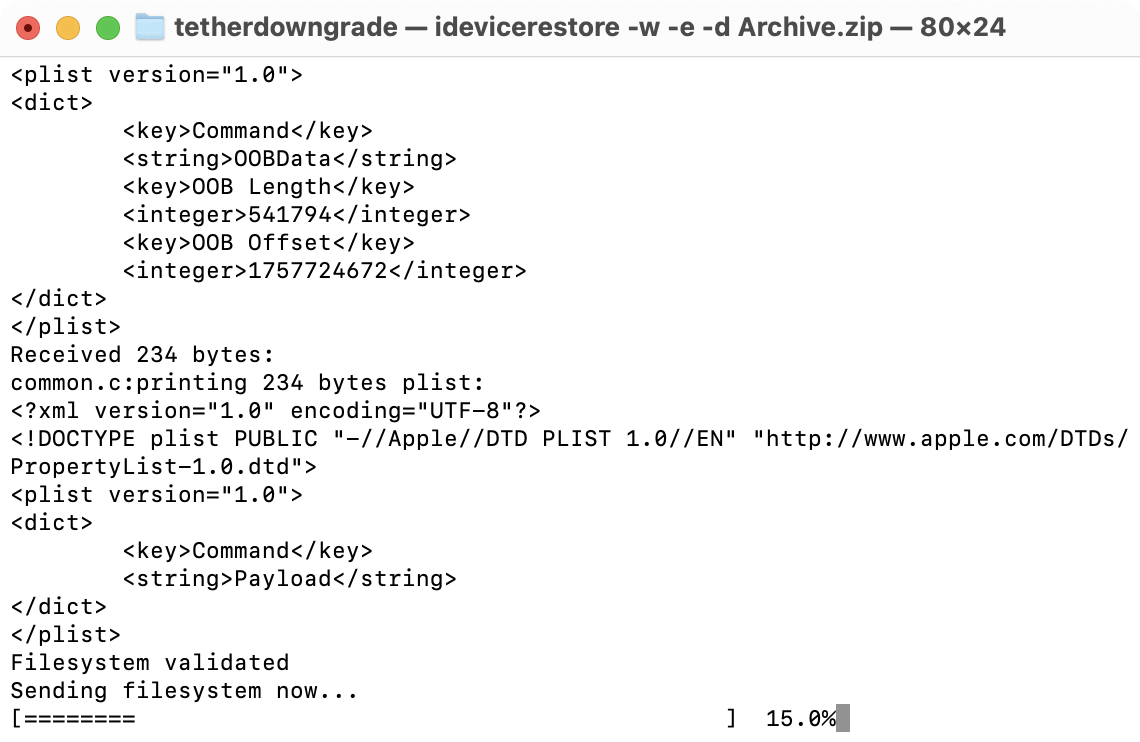 tetherdowngrade — idevicerestore -w -e -d Archive.zip — 80×24
<plist version="1.0">
<dict>
        <key>Command</key>
        <string>OOBData</string>
        <key>OOB Length</key>
        <integer>541794</integer>
        <key>OOB Offset</key>
        <integer>1757724672</integer>
</dict>
</plist>
Received 234 bytes:
common.c:printing 234 bytes plist:
<?xml version="1.0" encoding="UTF-8"?>
<!DOCTYPE plist PUBLIC "-//Apple//DTD PLIST 1.0//EN" "http://www.apple.com/DTDs/
PropertyList-1.0.dtd">
<plist version="1.0">
<dict>
        <key>Command</key>
        <string>Payload</string>
</dict>
</plist>
Filesystem validated
Sending filesystem now...
[========                                          ]  15.0%